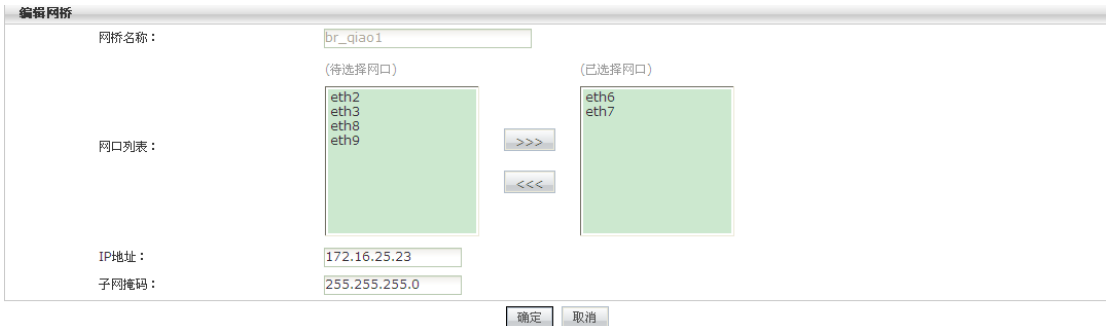 编辑网桥
网桥名称：
br_qiao1
(待选择网口)
(已选择网口)
网口列表：
eth2
eth3
eth8
eth9
>>>
<<<
eth6
eth7
IP地址：
172.16.25.23
子网掩码：
255.255.255.0
确定
取消